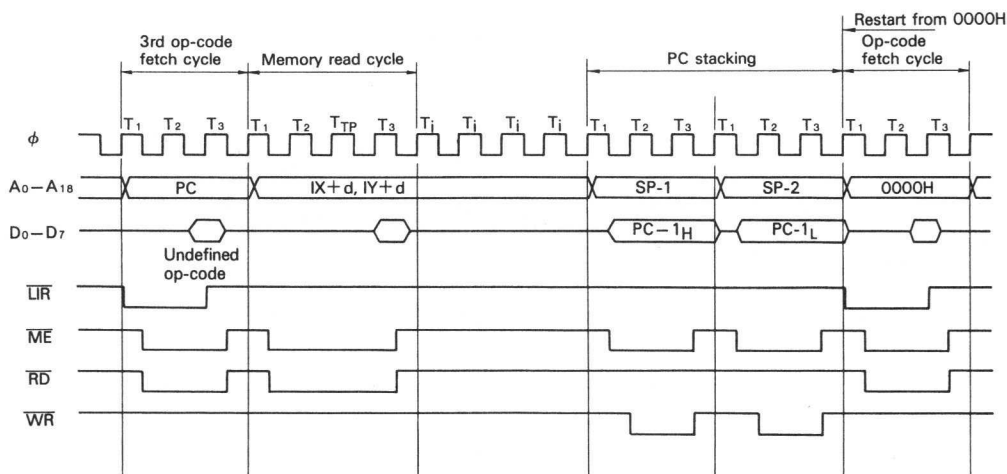 Restart from 0000H
3rd op-code
fetch cycle
Memory read cycle
PC stacking
Op-code
fetch cycle
T1 T2 T3 T1 T2 TTP T3 Ti Ti Ti Ti T1 T2 T3 T1 T2 T3 T1 T2 T3
φ
A0–A18 PC IX+d, IY+d SP-1 SP-2 0000H
D0–D7 PC–1H PC-1L
Undefined
op-code
LIR
ME
RD
WR